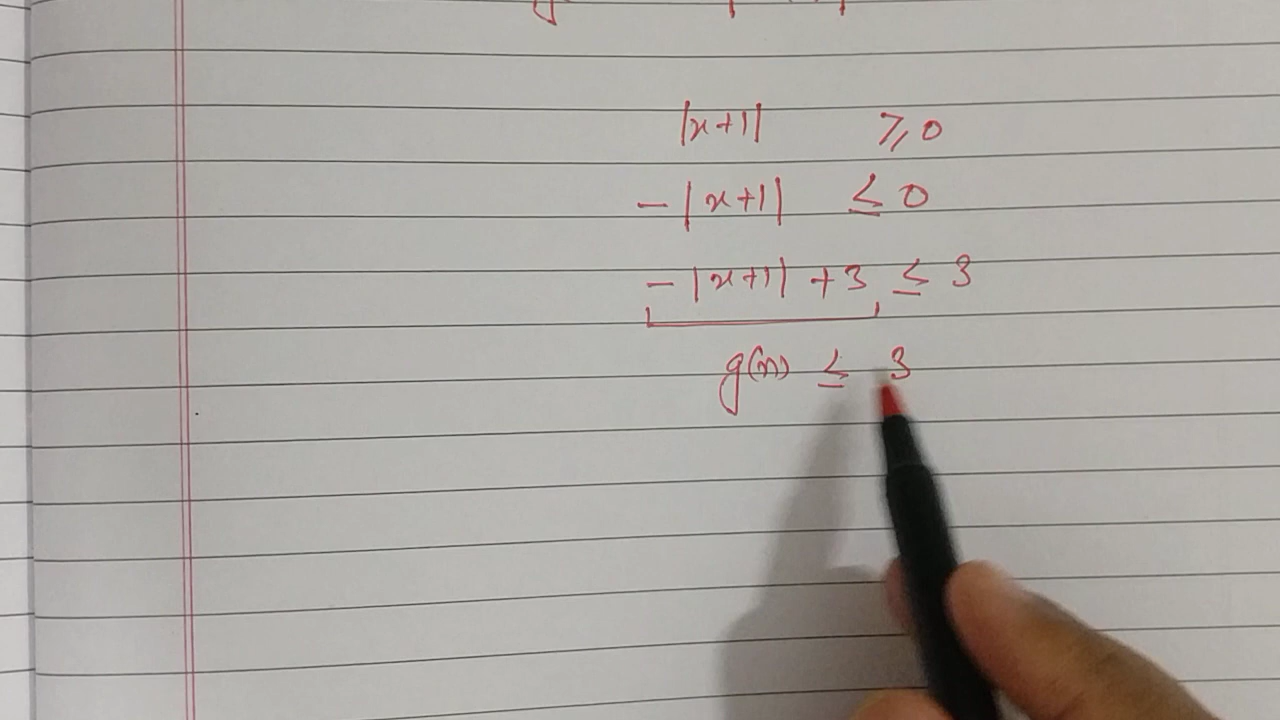 |x+1| ≥ 0
-|x+1| ≤ 0
-|x+1| +3 ≤ 3
g(x) ≤ 3